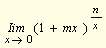 lim (1 + mx)^(n/x)
x → 0